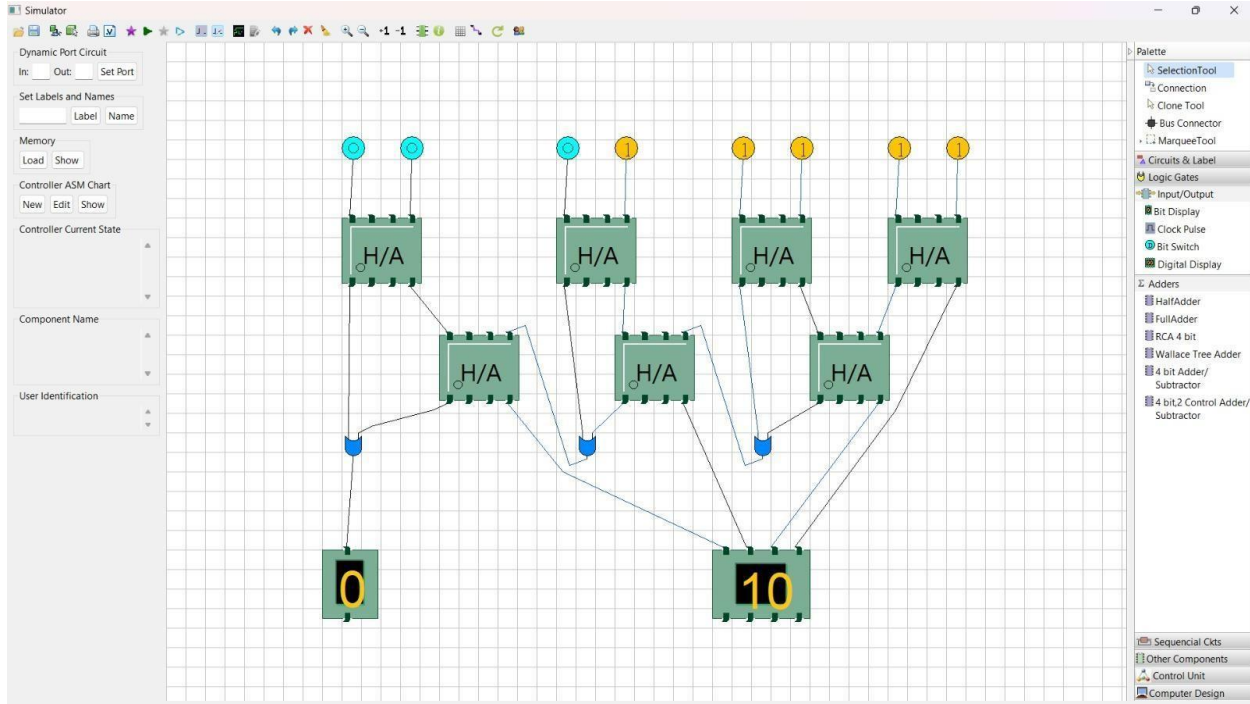 Simulator
+1 -1
Dynamic Port Circuit
In: Out: Set Port
Set Labels and Names
Label Name
Memory
Load Show
Controller ASM Chart
New Edit Show
Controller Current State
Component Name
User Identification
0 0 0 1 1 1 1 1
H/A H/A H/A H/A
H/A H/A H/A
0 10
Palette
SelectionTool
Connection
Clone Tool
Bus Connector
MarqueeTool
Circuits & Label
Logic Gates
Input/Output
Bit Display
Clock Pulse
Bit Switch
Digital Display
Σ Adders
HalfAdder
FullAdder
RCA 4 bit
Wallace Tree Adder
4 bit Adder/
Subtractor
4 bit,2 Control Adder/
Subtractor
Sequencial Ckts
Other Components
Control Unit
Computer Design